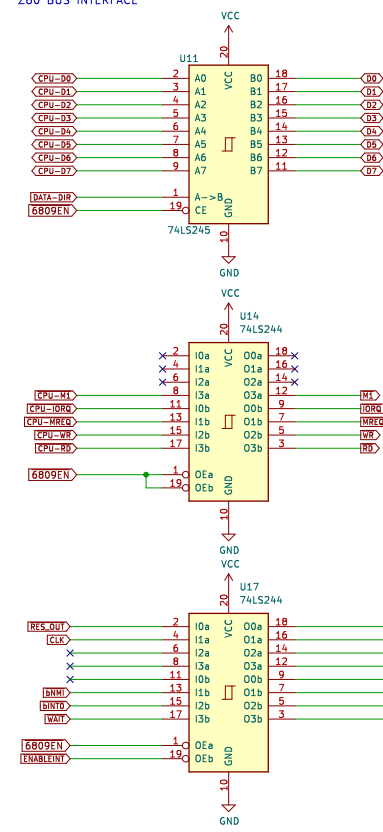 Z80 BUS INTERFACE
VCC
U11
20
CPU-D0 2 A0 VCC B0 18 D0
CPU-D1 3 A1 B1 17 D1
CPU-D2 4 A2 B2 16 D2
CPU-D3 5 A3 B3 15 D3
CPU-D4 6 A4 B4 14 D4
CPU-D5 7 A5 B5 13 D5
CPU-D6 8 A6 B6 12 D6
CPU-D7 9 A7 B7 11 D7
DATA-DIR 1 A->B
6809EN 19 CE GND
74LS245
10
GND
VCC
U14
20 74LS244
2 I0a VCC O0a 18
4 I1a O1a 16
6 I2a O2a 14
CPU-M1 8 I3a O3a 12 M1
CPU-IORQ 11 I0b O0b 9 IORQ
CPU-MREQ 13 I1b O1b 7 MREQ
CPU-WR 15 I2b O2b 5 WR
CPU-RD 17 I3b O3b 3 RD
6809EN 1 OEa
19 OEb GND
10
GND
VCC
U17
20 74LS244
RES_OUT 2 I0a VCC O0a 18
CLK 4 I1a O1a 16
6 I2a O2a 14
8 I3a O3a 12
11 I0b O0b 9
bNMI 13 I1b O1b 7
bINT0 15 I2b O2b 5
WAIT 17 I3b O3b 3
6809EN 1 OEa
ENABLEINT 19 OEb GND
10
GND